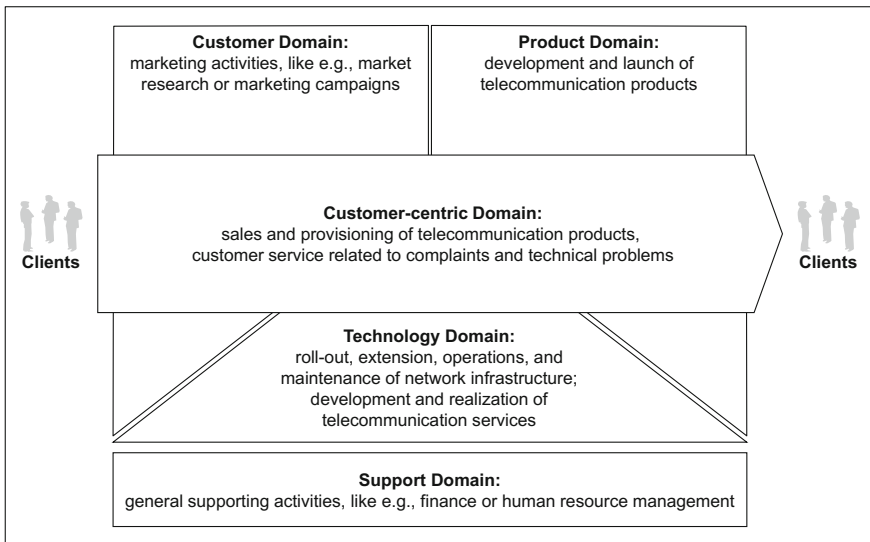 Customer Domain:
marketing activities, like e.g., market
research or marketing campaigns
Product Domain:
development and launch of
telecommunication products
Clients
Customer-centric Domain:
sales and provisioning of telecommunication products,
customer service related to complaints and technical problems
Clients
Technology Domain:
roll-out, extension, operations, and
maintenance of network infrastructure;
development and realization of
telecommunication services
Support Domain:
general supporting activities, like e.g., finance or human resource management